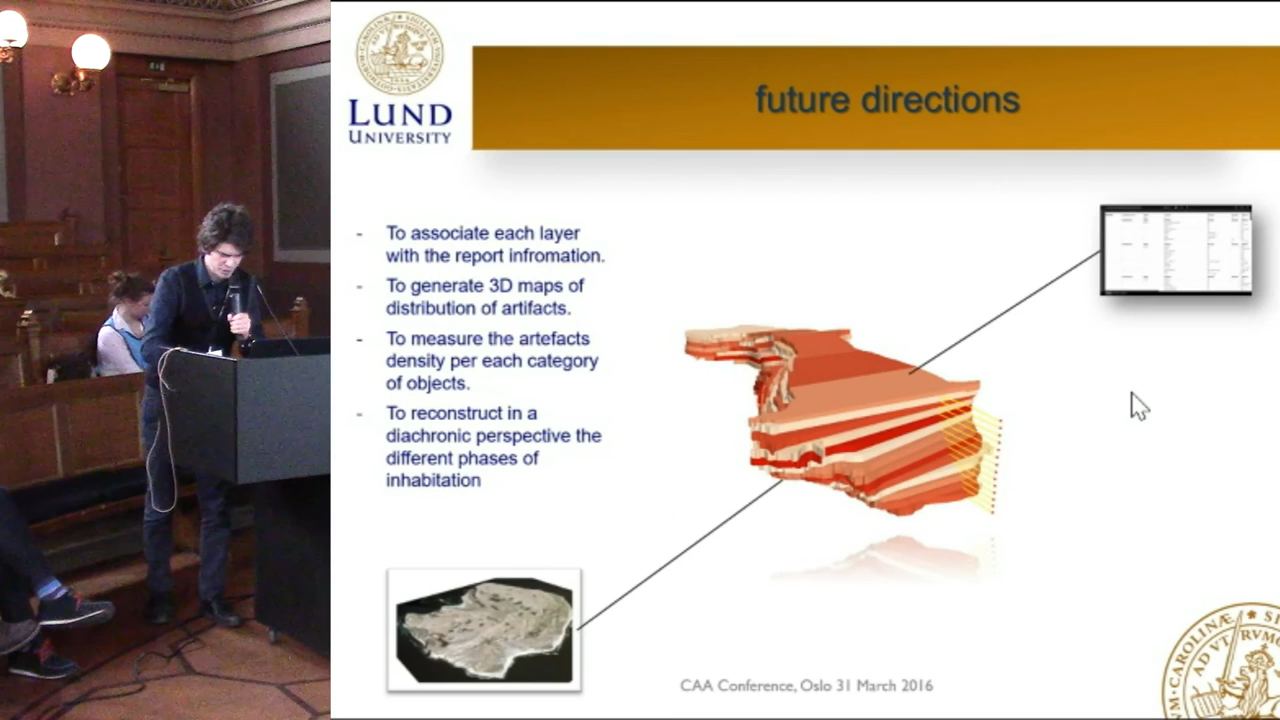 LUND
UNIVERSITY
future directions
- To associate each layer
with the report infromation.
- To generate 3D maps of
distribution of artifacts.
- To measure the artefacts
density per each category
of objects.
- To reconstruct in a
diachronic perspective the
different phases of
inhabitation
CAA Conference, Oslo 31 March 2016